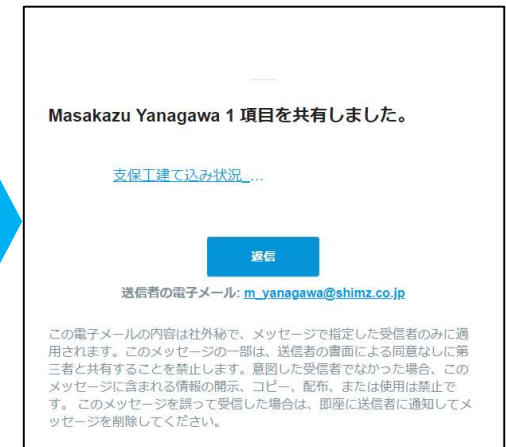 Masakazu Yanagawa 1 項目を共有しました。
支保工建て込み状況_...
返信
送信者の電子メール: m_yanagawa@shimz.co.jp
この電子メールの内容は社外秘で、メッセージで指定した受信者のみに適
用されます。このメッセージの一部は、送信者の書面による同意なしに第
三者と共有することを禁止します。意図した受信者でなかった場合、この
メッセージに含まれる情報の開示、コピー、配布、または使用は禁止で
す。 このメッセージを誤って受信した場合は、即座に送信者に通知してメ
ッセージを削除してください。